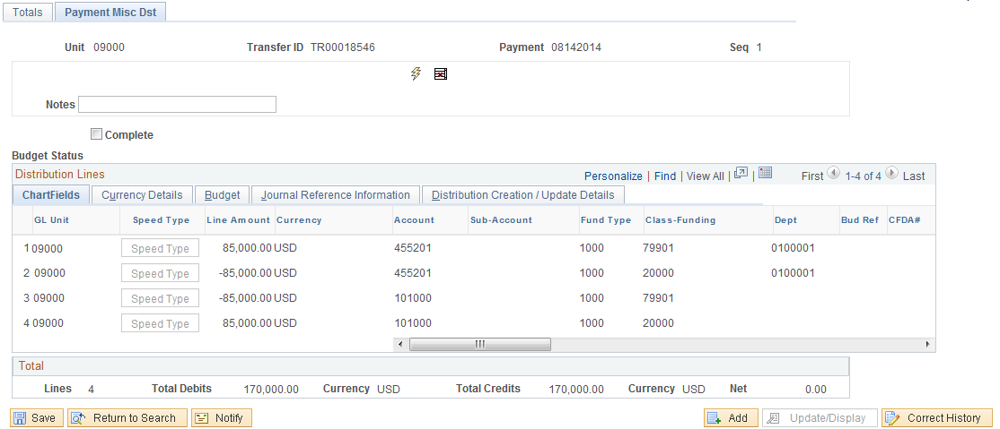 Totals Payment Misc Dst
Unit 09000 Transfer ID TR00018546 Payment 08142014 Seq 1
Notes
Complete
Budget Status
Distribution Lines Personalize | Find | View All | | First 1-4 of 4 Last
ChartFields Currency Details Budget Journal Reference Information Distribution Creation / Update Details
GL Unit Speed Type Line Amount Currency Account Sub-Account Fund Type Class-Funding Dept Bud Ref CFDA#
1 09000 Speed Type 85,000.00 USD 455201 1000 79901 0100001
2 09000 Speed Type -85,000.00 USD 455201 1000 20000 0100001
3 09000 Speed Type -85,000.00 USD 101000 1000 79901
4 09000 Speed Type 85,000.00 USD 101000 1000 20000
Total
Lines 4 Total Debits 170,000.00 Currency USD Total Credits 170,000.00 Currency USD Net 0.00
Save Return to Search Notify Add Update/Display Correct History